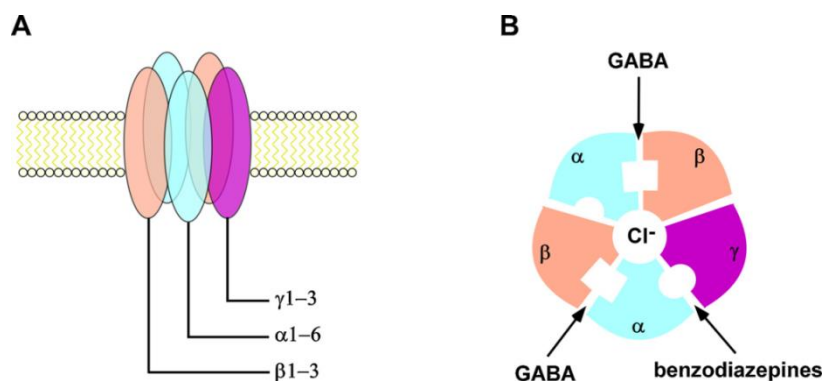 A
γ1–3
α1–6
β1–3
B
GABA
α
β
Cl-
β
γ
α
GABA
benzodiazepines